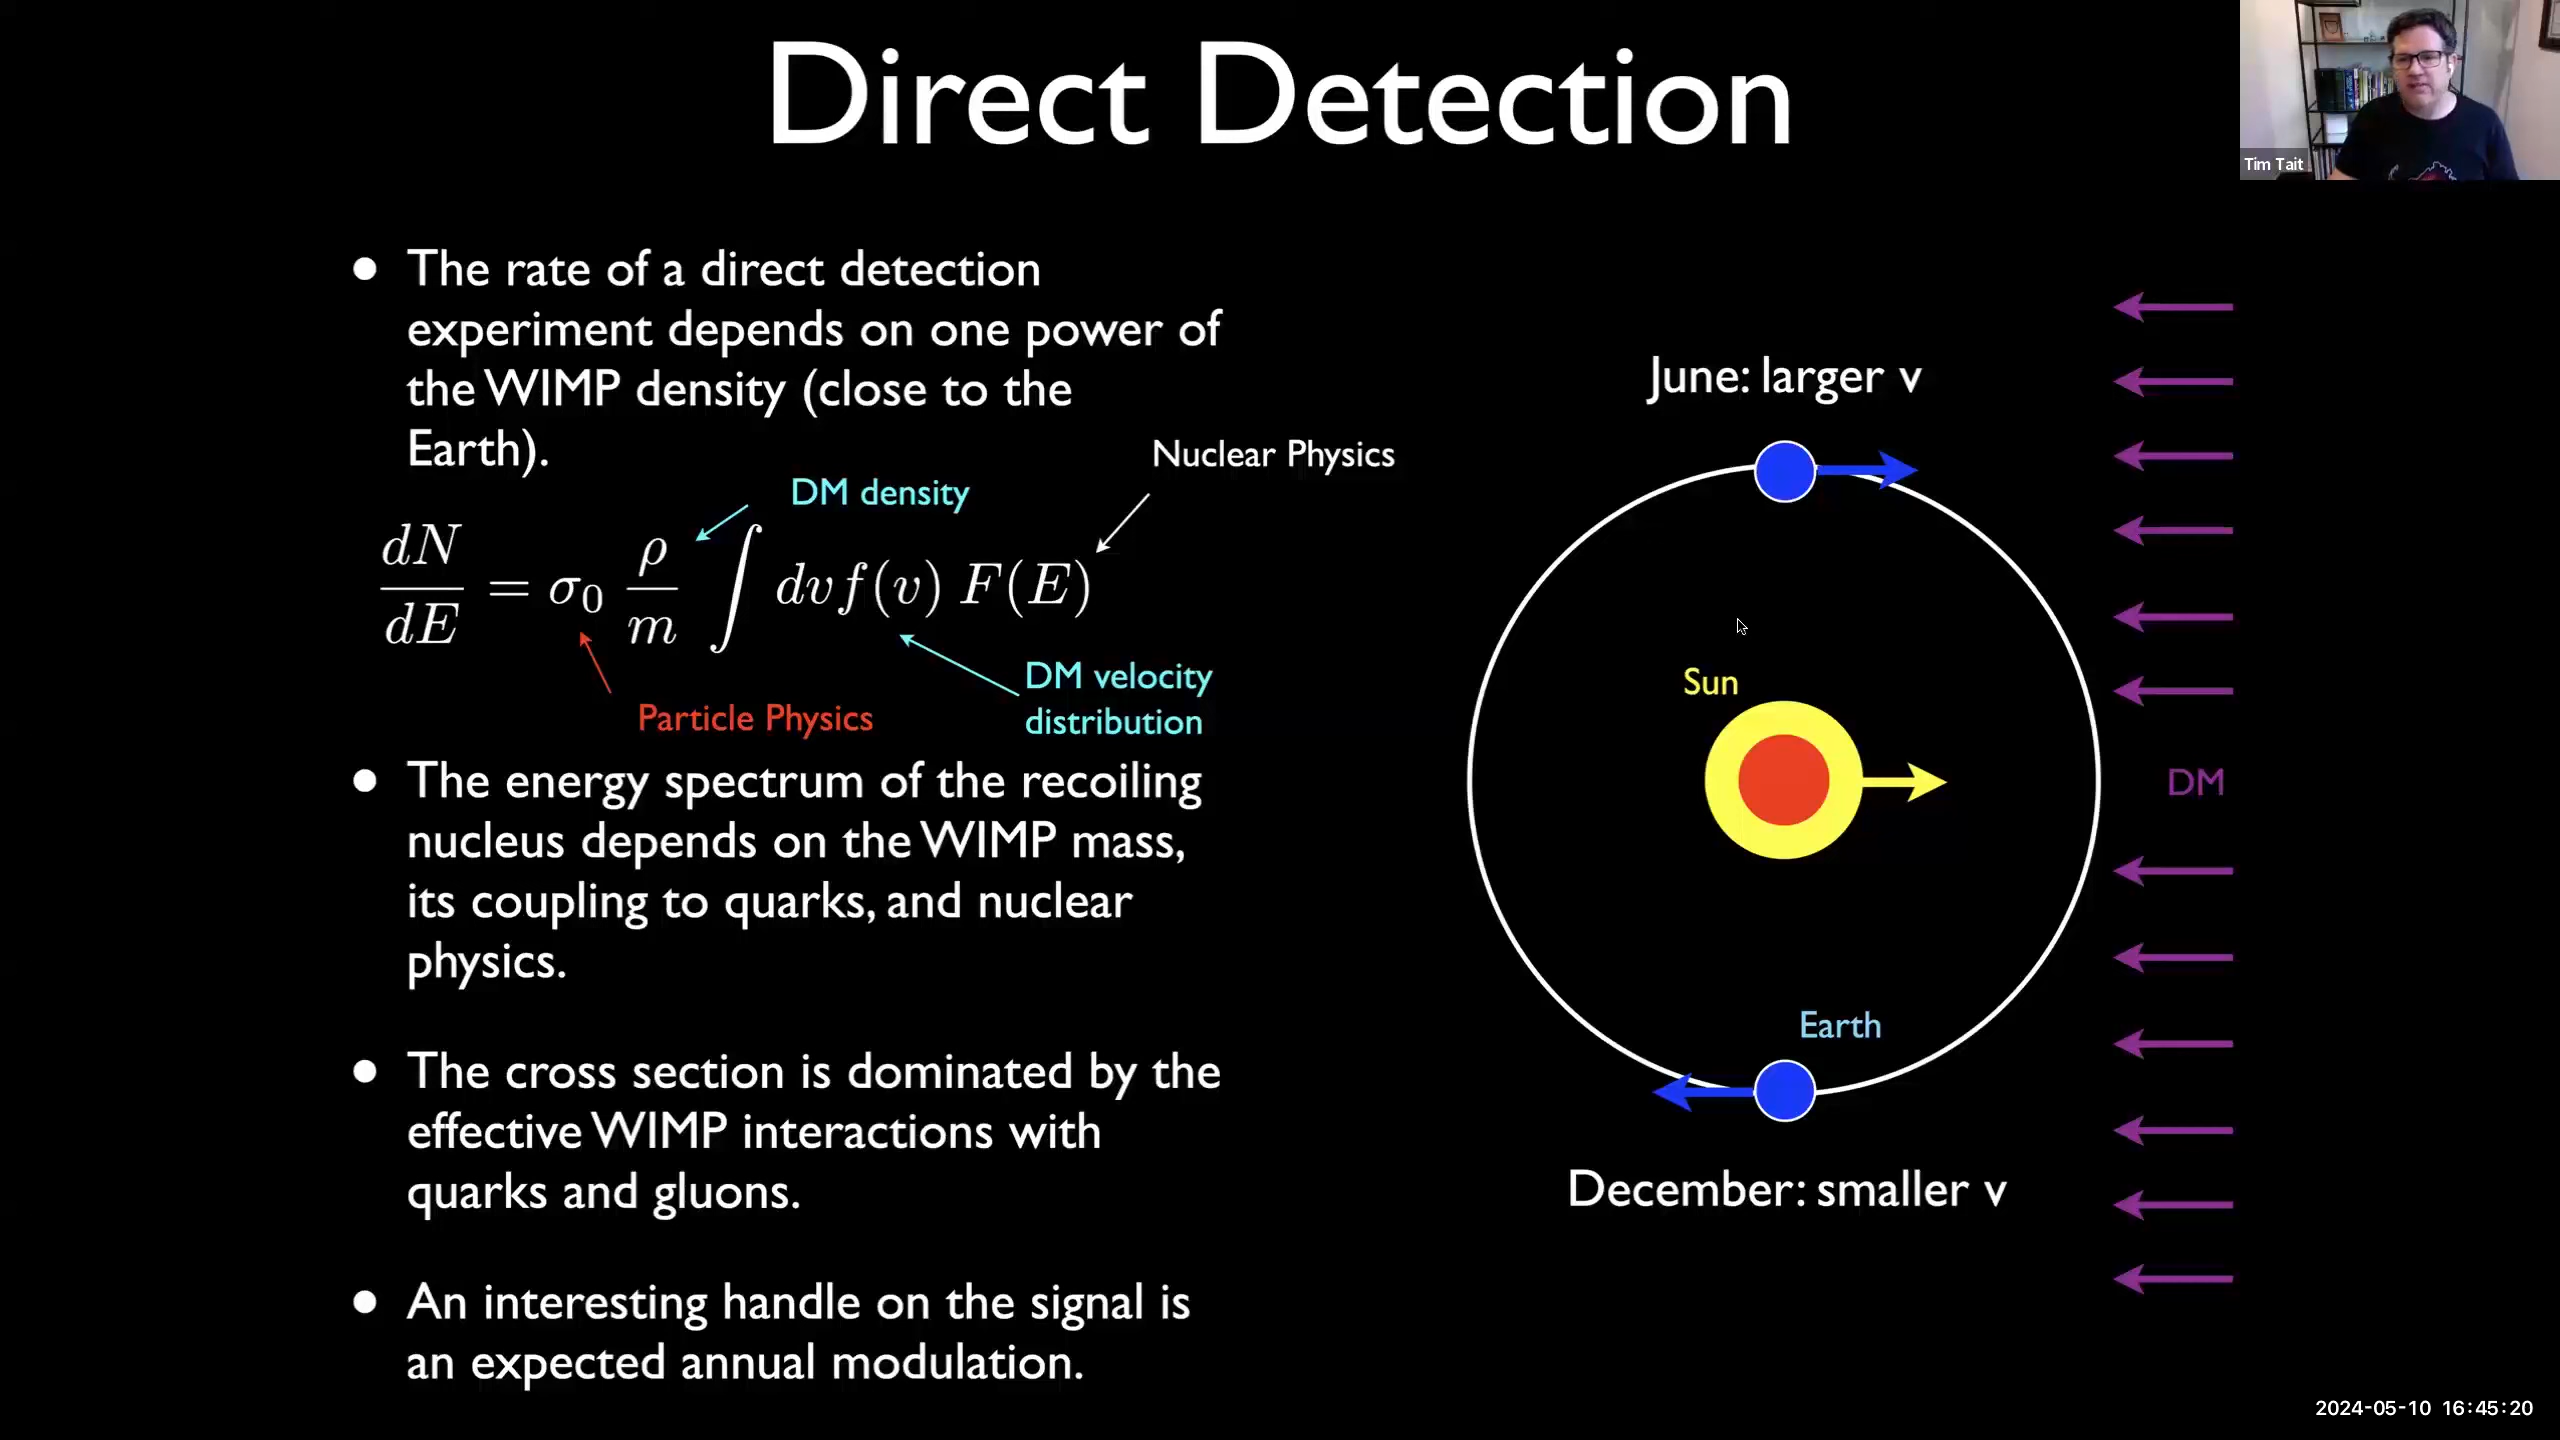 Direct Detection
Tim Tait
• The rate of a direct detection
experiment depends on one power of
the WIMP density (close to the
Earth).
Nuclear Physics
DM density
dN/dE = σ₀ ρ/m ∫ dv f(v) F(E)
Particle Physics
DM velocity
distribution
• The energy spectrum of the recoiling
nucleus depends on the WIMP mass,
its coupling to quarks, and nuclear
physics.
• The cross section is dominated by the
effective WIMP interactions with
quarks and gluons.
• An interesting handle on the signal is
an expected annual modulation.
June: larger v
Sun
DM
Earth
December: smaller v
2024-05-10 16:45:20